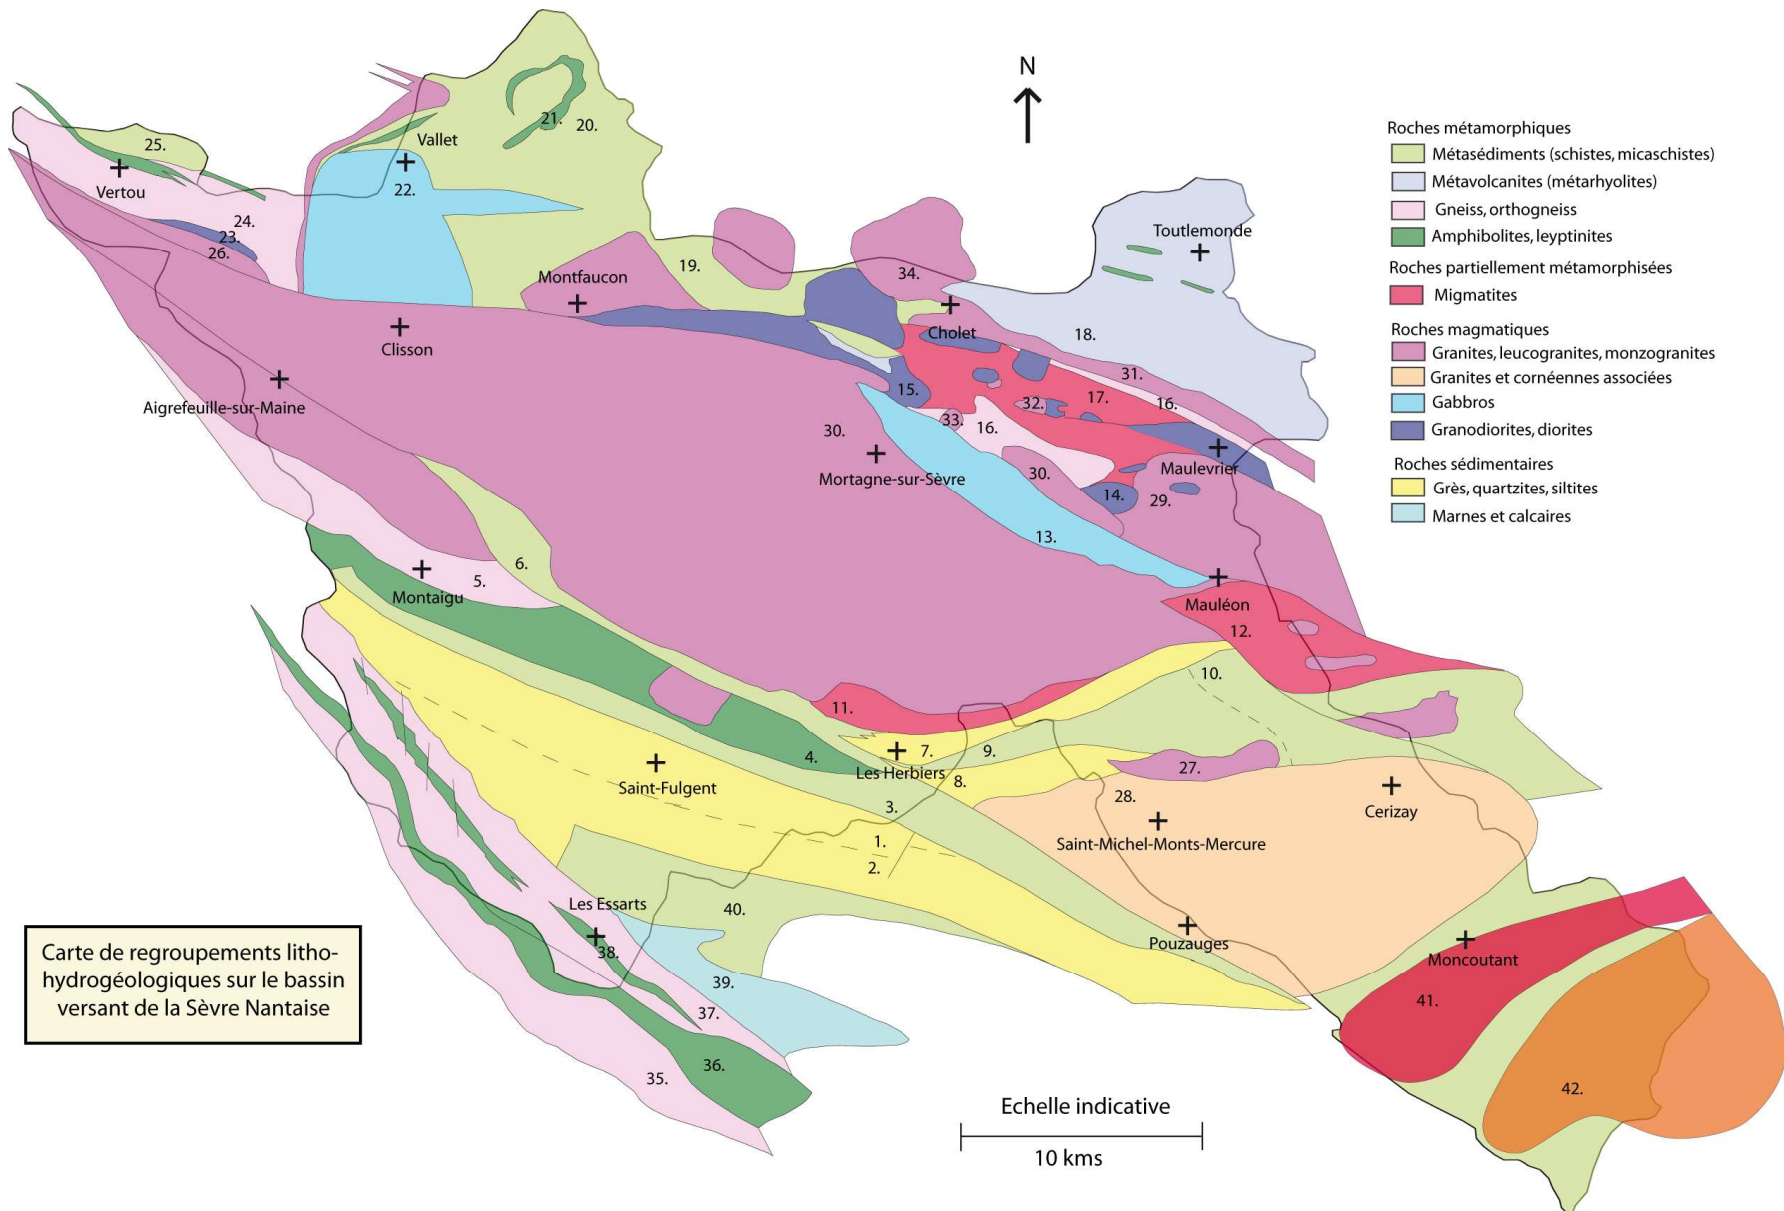 N
Roches métamorphiques
Métasédiments (schistes, micaschistes)
Métavolcanites (métarhyolites)
Gneiss, orthogneiss
Amphibolites, leyptinites
Roches partiellement métamorphisées
Migmatites
Roches magmatiques
Granites, leucogranites, monzogranites
Granites et cornéennes associées
Gabbros
Granodiorites, diorites
Roches sédimentaires
Grès, quartzites, siltites
Marnes et calcaires
21.
20.
Vallet
25.
Vertou
22.
24.
23.
26.
Toutlemonde
19.
34.
Montfaucon
Clisson
Cholet
18.
31.
16.
Aigrefeuille-sur-Maine
15.
17.
32.
33.
16.
30.
Mortagne-sur-Sèvre
Maulevrier
30.
14.
29.
13.
6.
5.
Montaigu
Mauléon
12.
10.
11.
4.
7.
9.
Les Herbiers
8.
27.
28.
Saint-Fulgent
3.
Cerizay
Saint-Michel-Monts-Mercure
1.
2.
Les Essarts
40.
38.
Pouzauges
Moncoutant
39.
41.
37.
36.
35.
42.
Carte de regroupements litho-
hydrogéologiques sur le bassin
versant de la Sèvre Nantaise
Echelle indicative
10 kms